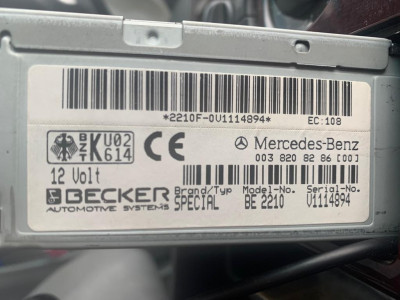 *2210F-0V1114894* EC:108
B Z T K U02 614 CE Mercedes-Benz
003 820 82 86 [00]
12 Volt
Brand/Typ Model-No. Serial-No.
BECKER SPECIAL BE 2210 V1114894
AUTOMOTIVE SYSTEMS